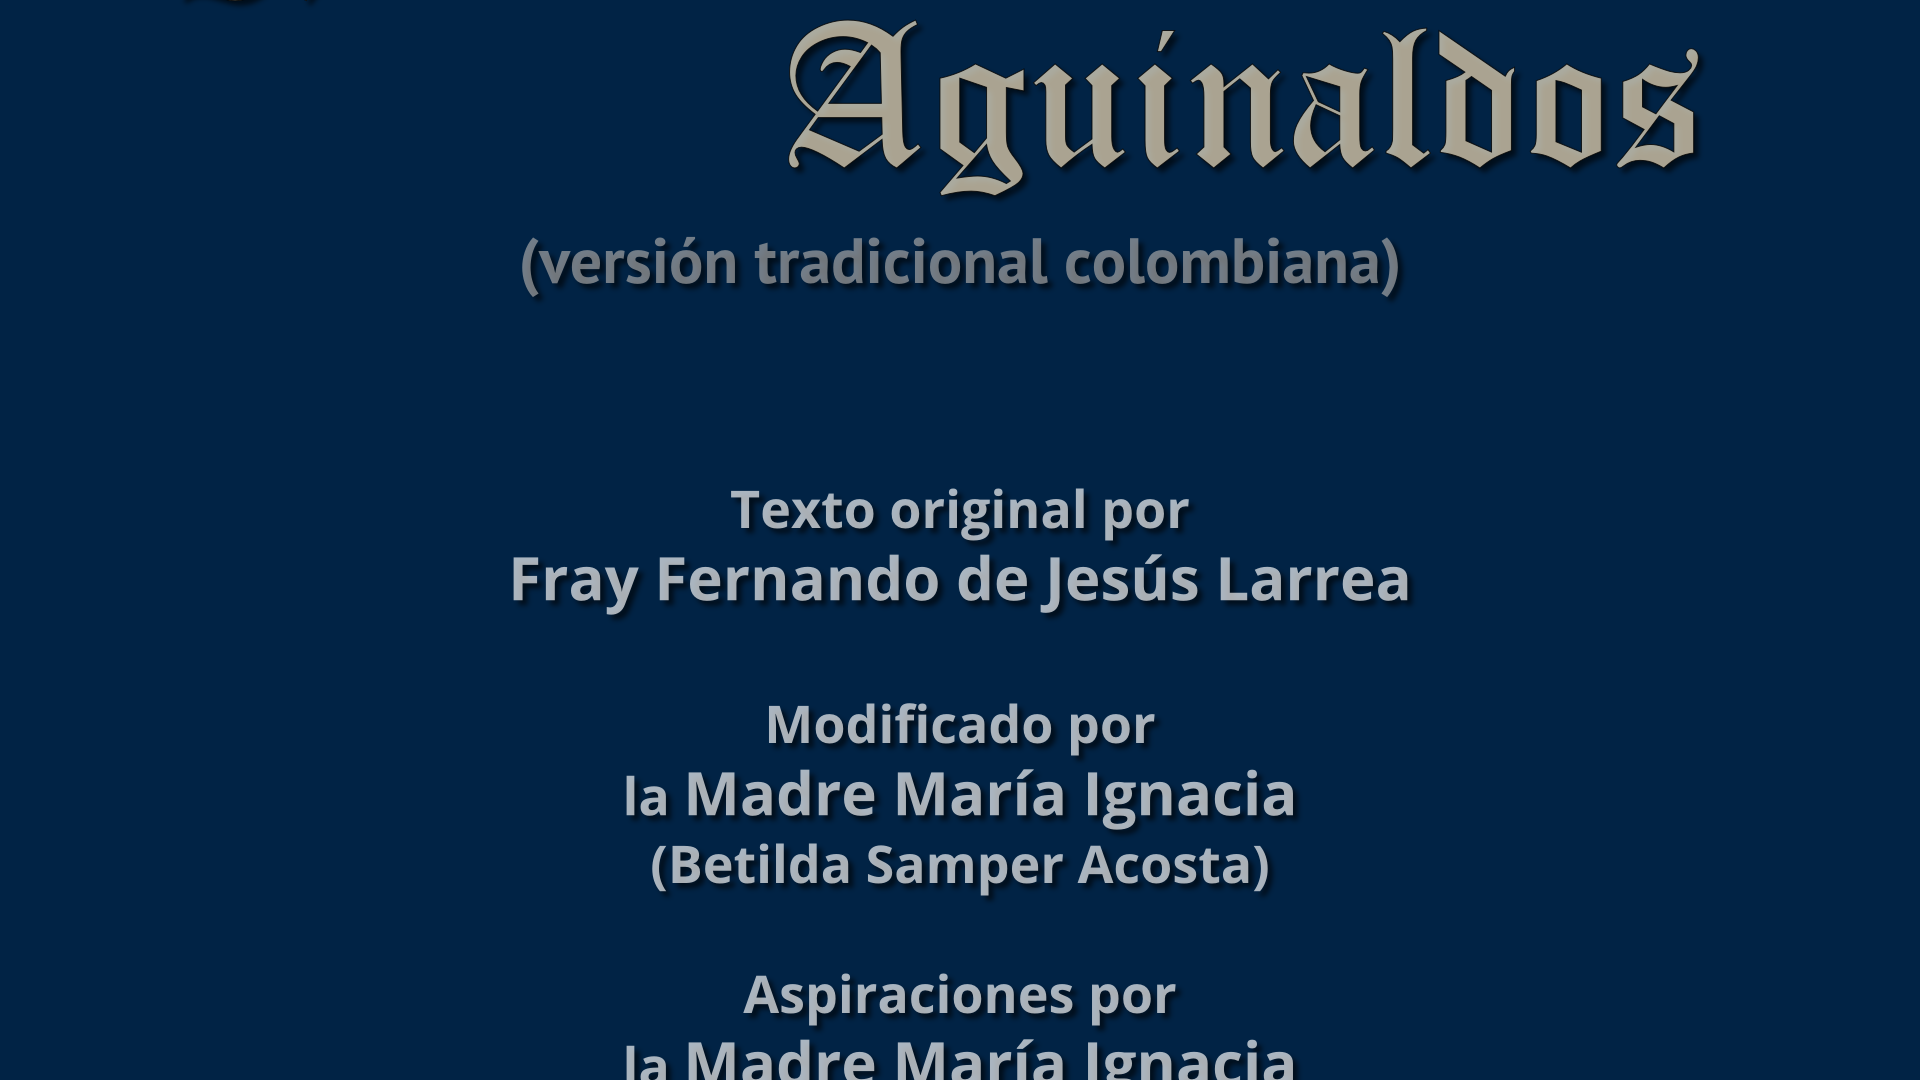 Aguinaldos
(versión tradicional colombiana)
Texto original por
Fray Fernando de Jesús Larrea
Modificado por
la Madre María Ignacia
(Betilda Samper Acosta)
Aspiraciones por
la Madre María Ignacia